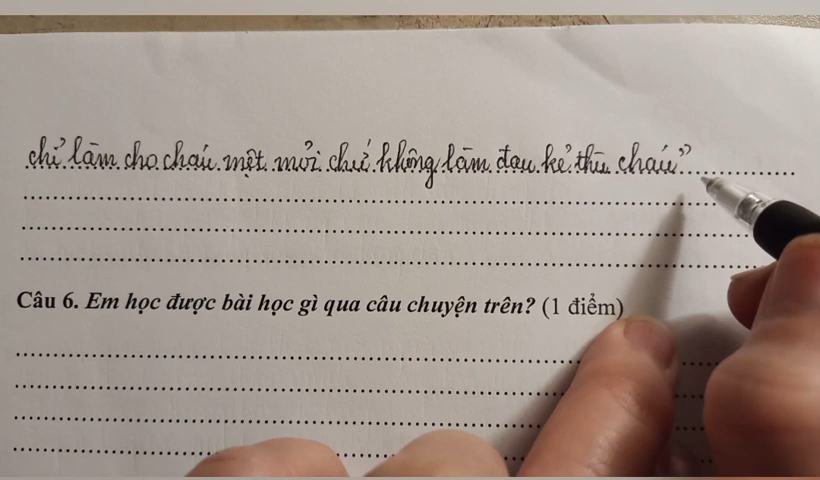 chỉ làm cho cháu mệt mỏi chứ không làm đau kẻ thù cháu”
Câu 6. Em học được bài học gì qua câu chuyện trên? (1 điểm)